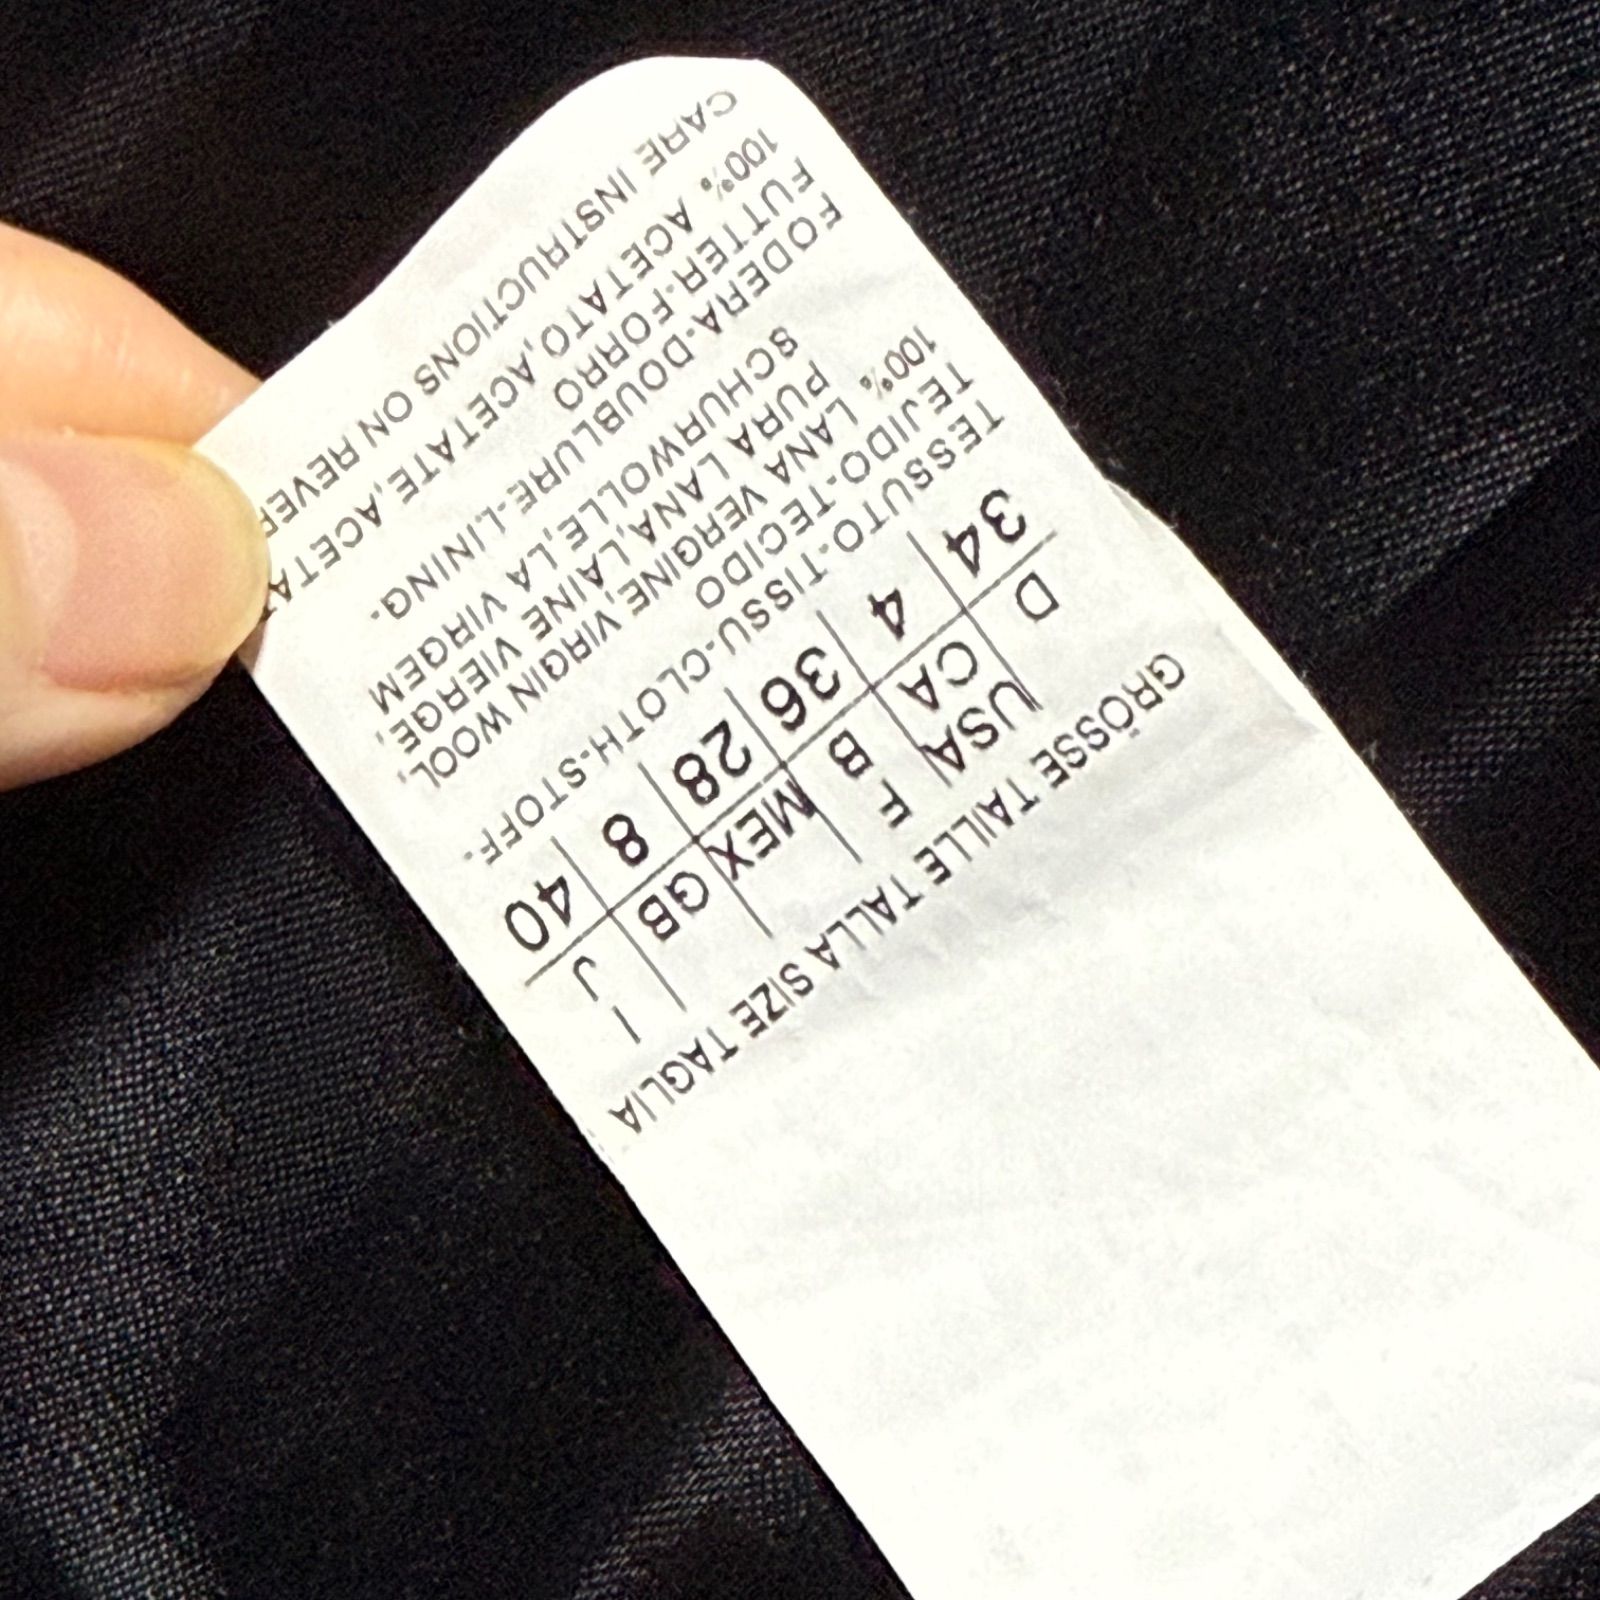 GRÖSSE TAILLE TALLA SIZE TAGLIA
D USA CA F B MEX GB I J
34 4 36 28 8 40
TESSUTO-TISSU-CLOTH-STOFF.
TEJIDO-TECIDO
100% LANA VERGINE,VIRGIN WOOL,
PURA LANA,LAINE VIERGE,
SCHURWOLLE,LA VIRGEM
FODERA-DOUBLURE-LINING.
FUTTER-FORRO
100% ACETATO,ACETATE,ACETA
CARE INSTRUCTIONS ON REVER